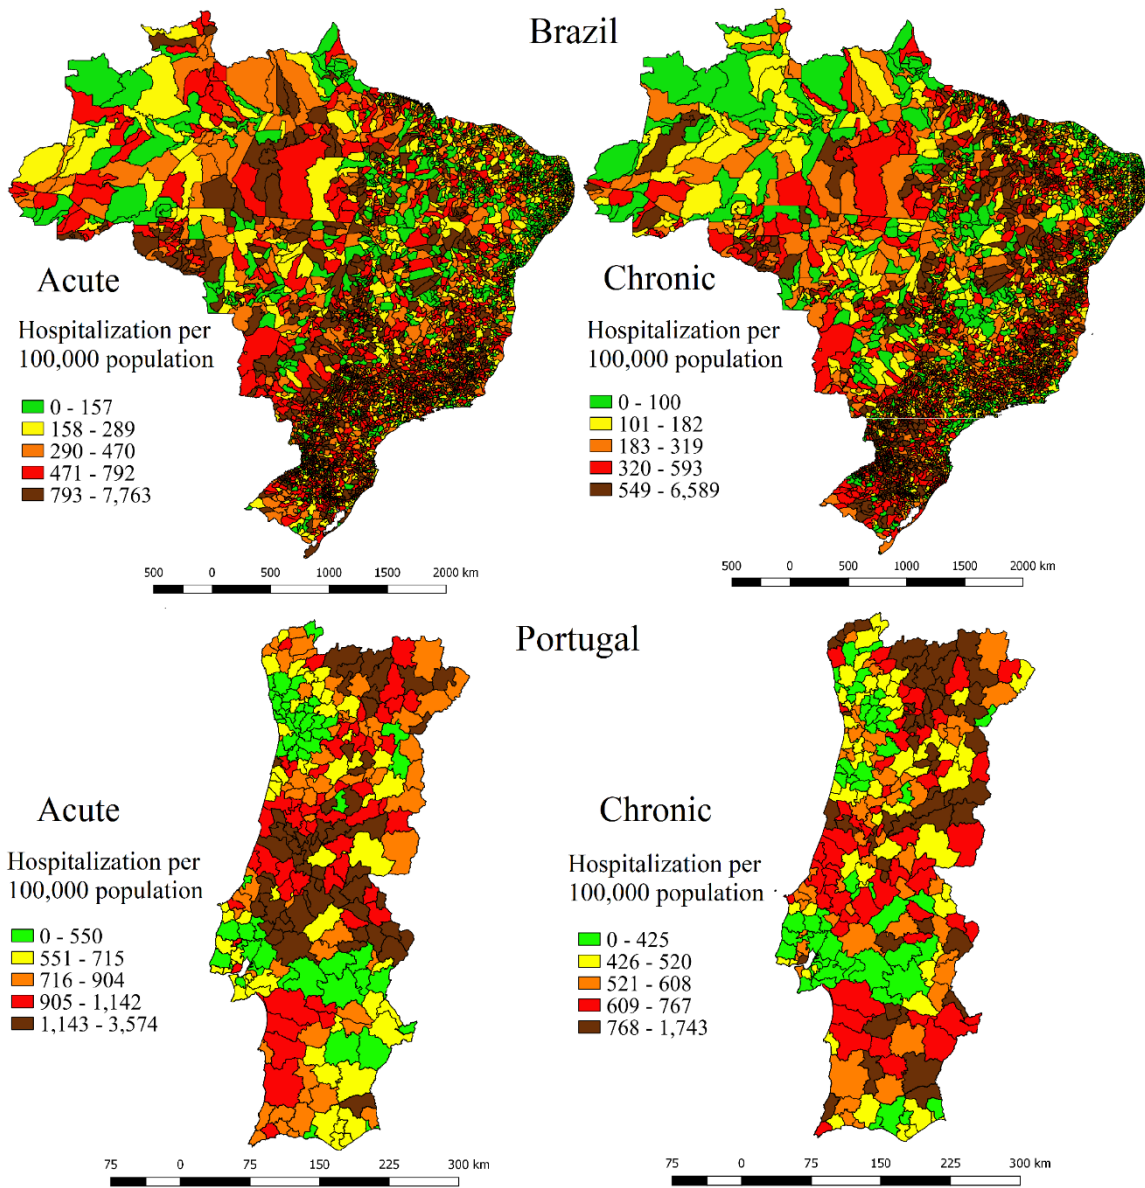 Brazil
Acute
Hospitalization per
100,000 population
0 - 157
158 - 289
290 - 470
471 - 792
793 - 7,763
500 0 500 1000 1500 2000 km
Chronic
Hospitalization per
100,000 population
0 - 100
101 - 182
183 - 319
320 - 593
549 - 6,589
500 0 500 1000 1500 2000 km
Portugal
Acute
Hospitalization per
100,000 population
0 - 550
551 - 715
716 - 904
905 - 1,142
1,143 - 3,574
75 0 75 150 225 300 km
Chronic
Hospitalization per
100,000 population
0 - 425
426 - 520
521 - 608
609 - 767
768 - 1,743
75 0 75 150 225 300 km